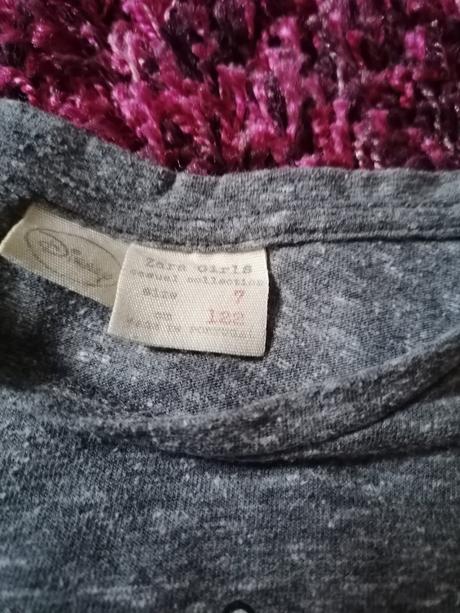 Zara Girls
casual collection
size 7
cm 122
Made in PORTUGAL